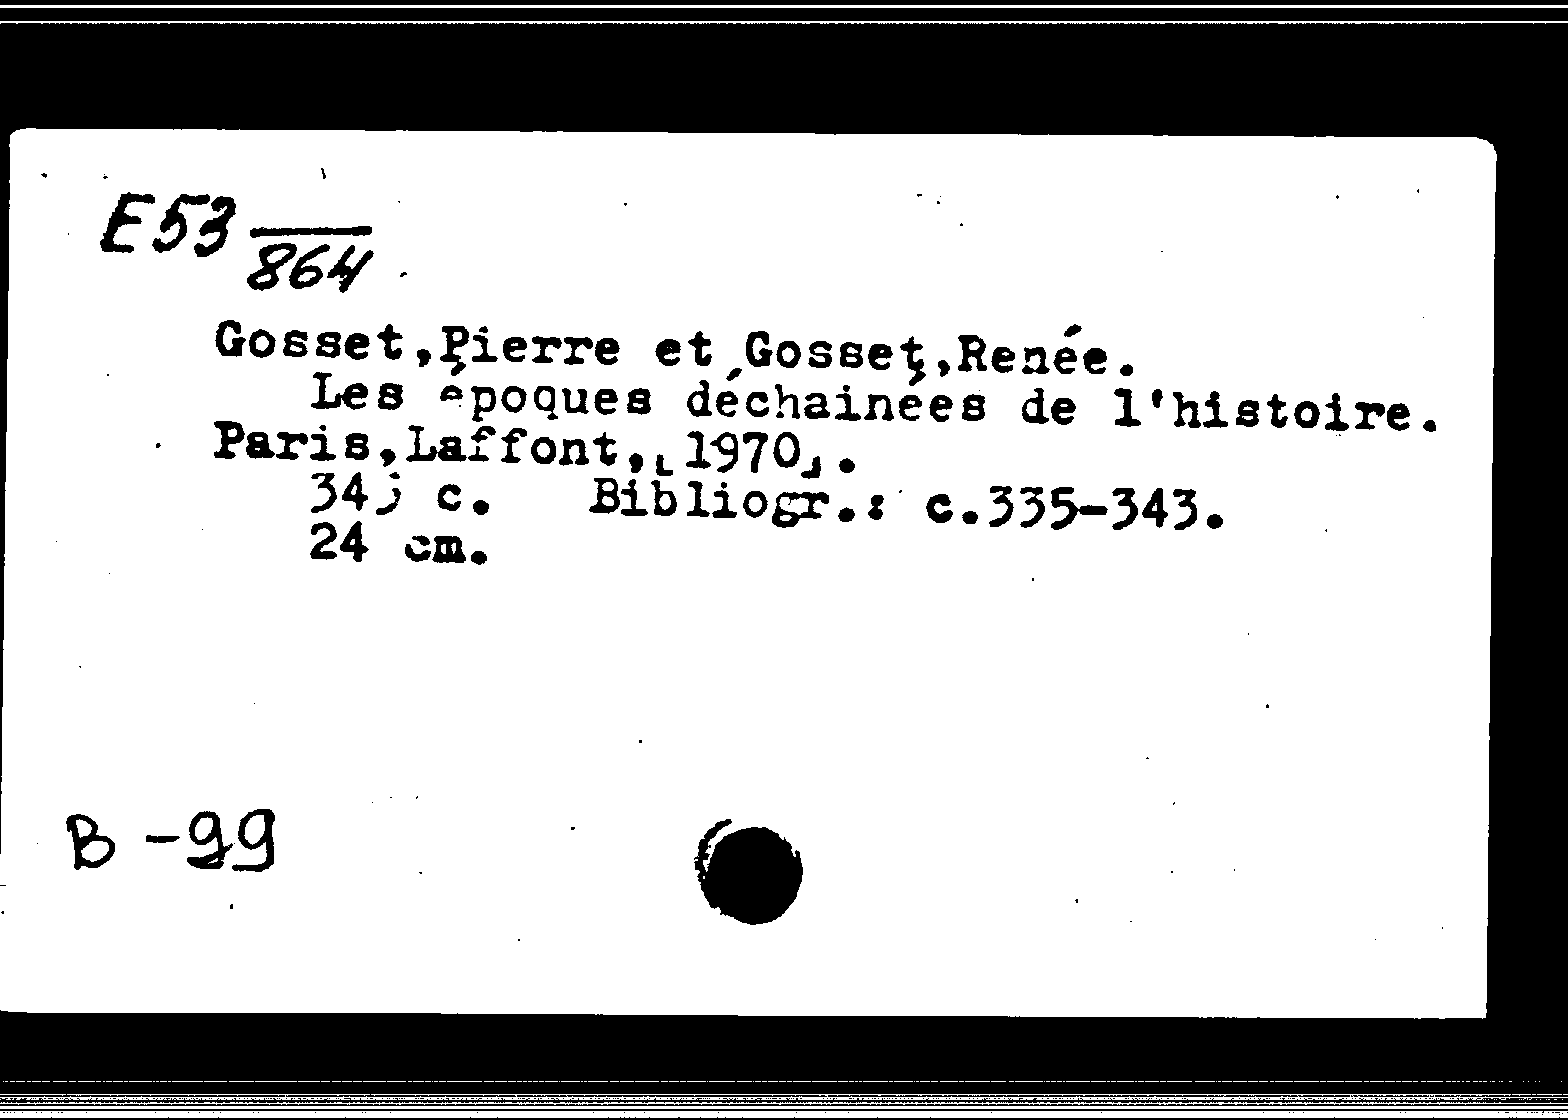 E53 864
Gosset,Pierre et Gosset,Renée.
Les époques déchainées de l'histoire.
Paris,Laffont,[1970].
c. Bibliogr.: c.335-343.
24 cm.
B -99